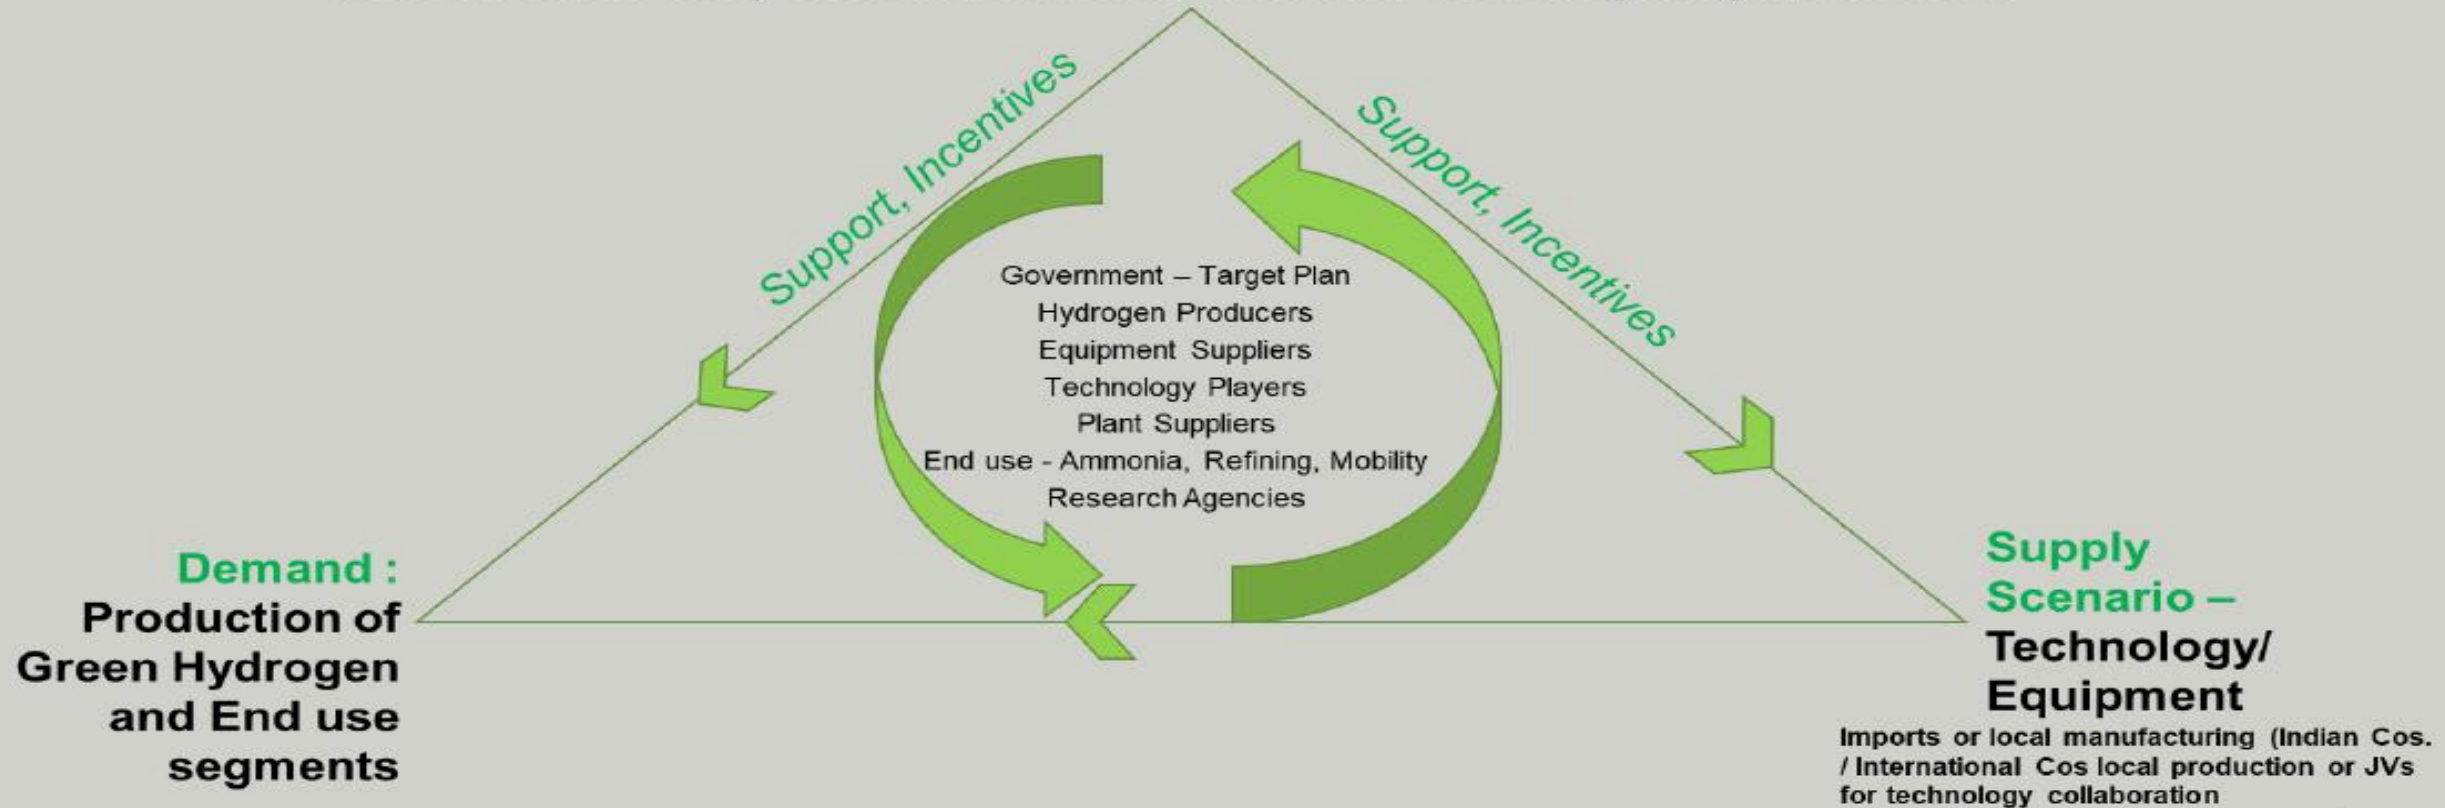 Support, Incentives
Support, Incentives
Government – Target Plan
Hydrogen Producers
Equipment Suppliers
Technology Players
Plant Suppliers
End use - Ammonia, Refining, Mobility
Research Agencies
Demand :
Production of
Green Hydrogen
and End use
segments
Supply
Scenario –
Technology/
Equipment
Imports or local manufacturing (Indian Cos.
/ International Cos local production or JVs
for technology collaboration